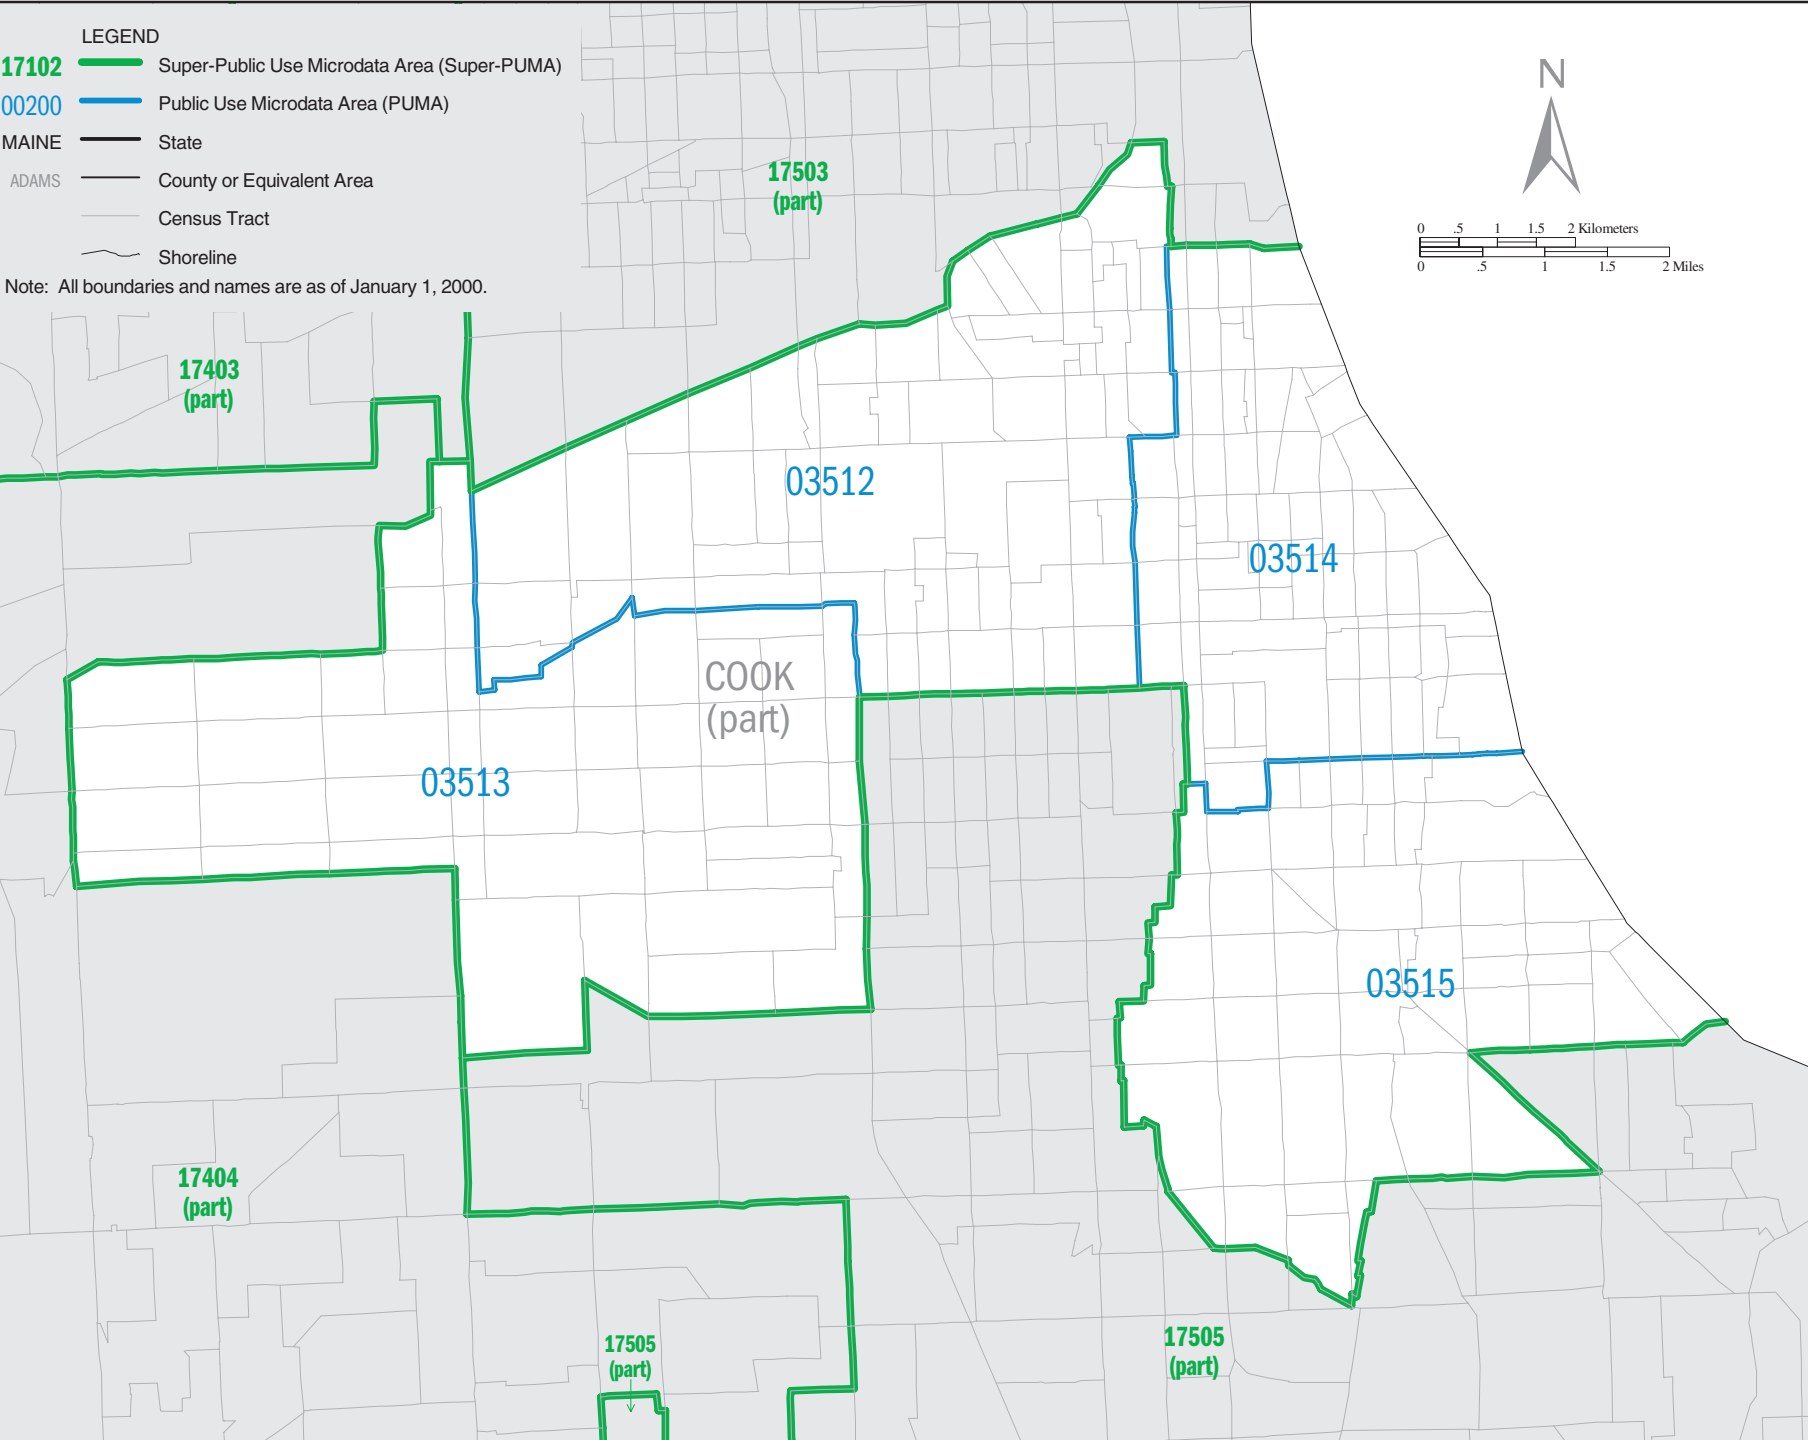 LEGEND
17102 Super-Public Use Microdata Area (Super-PUMA)
00200 Public Use Microdata Area (PUMA)
MAINE State
ADAMS County or Equivalent Area
Census Tract
Shoreline
Note: All boundaries and names are as of January 1, 2000.
N
0 .5 1 1.5 2 Kilometers
0 .5 1 1.5 2 Miles
17503
(part)
17403
(part)
03512
03514
COOK
(part)
03513
03515
17404
(part)
17505
(part)
17505
(part)